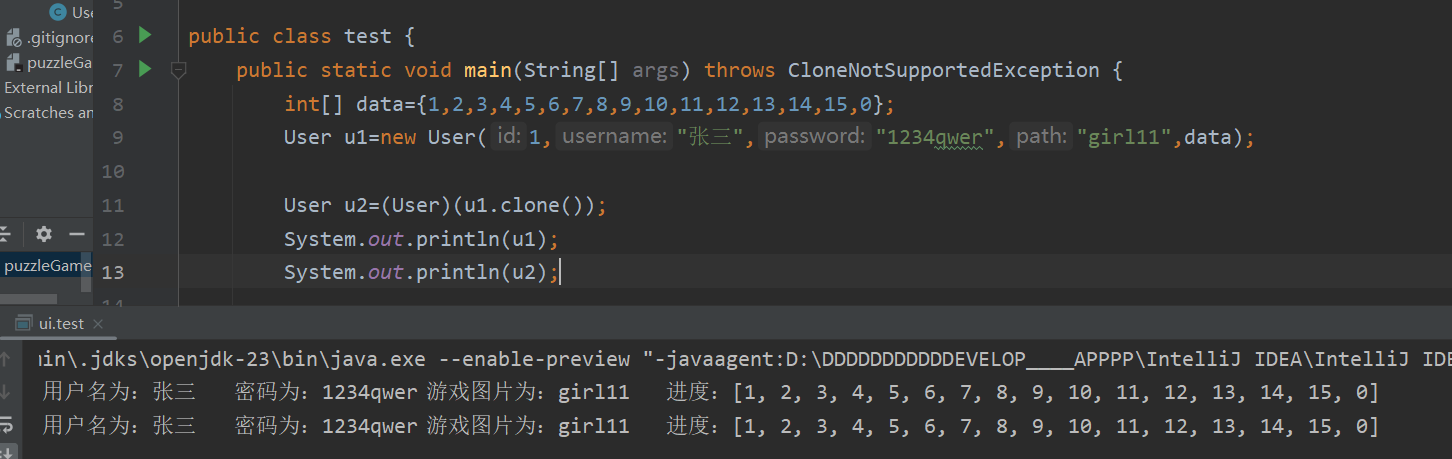 Use
.gitignore
puzzleGa
External Libr
Scratches an
puzzleGame
5
6 public class test {
7 public static void main(String[] args) throws CloneNotSupportedException {
8 int[] data={1,2,3,4,5,6,7,8,9,10,11,12,13,14,15,0};
9 User u1=new User( id: 1, username: "张三", password: "1234qwer", path: "girl11",data);
10
11 User u2=(User)(u1.clone());
12 System.out.println(u1);
13 System.out.println(u2);
14
ui.test
in\.jdks\openjdk-23\bin\java.exe --enable-preview "-javaagent:D:\DDDDDDDDDDDEVELOP____APPPP\IntelliJ IDEA\IntelliJ IDE
用户名为：张三 密码为：1234qwer 游戏图片为：girl11 进度：[1, 2, 3, 4, 5, 6, 7, 8, 9, 10, 11, 12, 13, 14, 15, 0]
用户名为：张三 密码为：1234qwer 游戏图片为：girl11 进度：[1, 2, 3, 4, 5, 6, 7, 8, 9, 10, 11, 12, 13, 14, 15, 0]